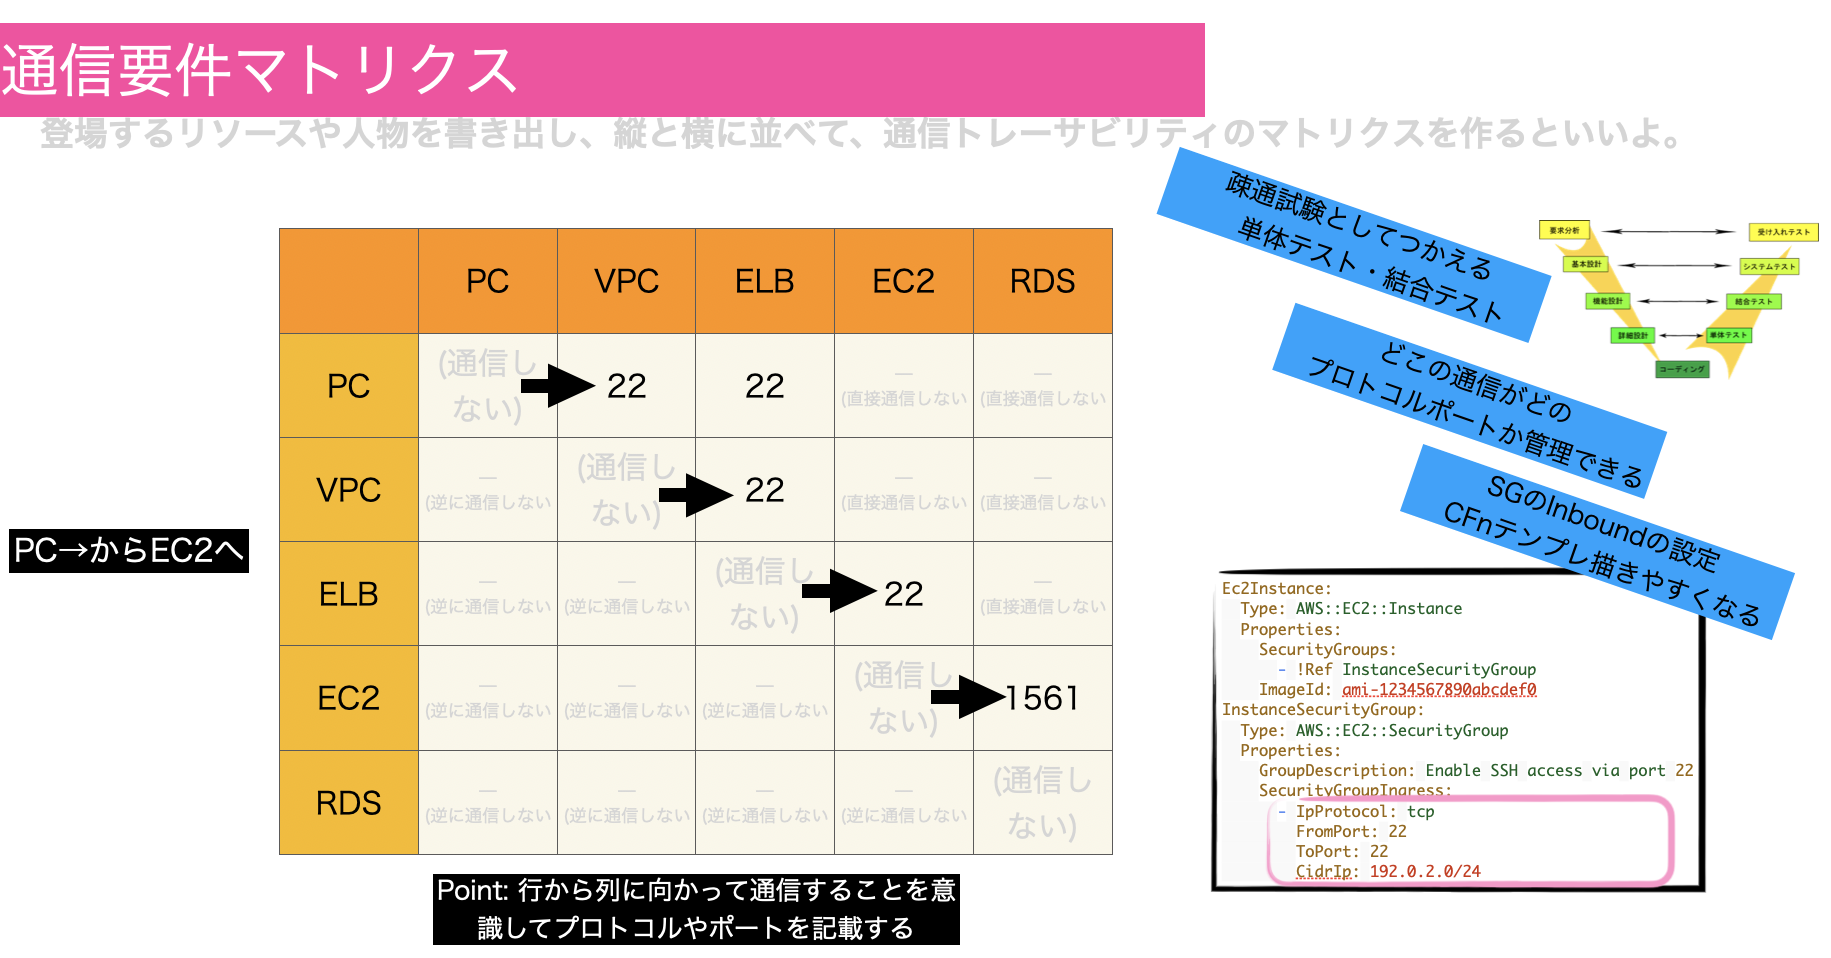 通信要件マトリクス
登場するリソースや人物を書き出し、縦と横に並べて、通信トレーサビリティのマトリクスを作るといいよ。
PC VPC ELB EC2 RDS
PC (通信しない) 22 22 — (直接通信しない — (直接通信しない
VPC — (逆に通信しない (通信しない) 22 — (直接通信しない — (直接通信しない
ELB — (逆に通信しない — (逆に通信しない (通信しない) 22 — (直接通信しない
EC2 — (逆に通信しない — (逆に通信しない — (逆に通信しない (通信しない) 1561
RDS — (逆に通信しない — (逆に通信しない — (逆に通信しない — (逆に通信しない (通信しない)
PC→からEC2へ
Point: 行から列に向かって通信することを意
識してプロトコルやポートを記載する
疎通試験としてつかえる
単体テスト・結合テスト
どこの通信がどの
プロトコルポートか管理できる
SGのInboundの設定
CFnテンプレ描きやすくなる
要求分析 受け入れテスト
基本設計 システムテスト
機能設計 結合テスト
詳細設計 単体テスト
コーディング
Ec2Instance:
Type: AWS::EC2::Instance
Properties:
SecurityGroups:
- !Ref InstanceSecurityGroup
ImageId: ami-1234567890abcdef0
InstanceSecurityGroup:
Type: AWS::EC2::SecurityGroup
Properties:
GroupDescription: Enable SSH access via port 22
SecurityGroupIngress:
- IpProtocol: tcp
FromPort: 22
ToPort: 22
CidrIp: 192.0.2.0/24